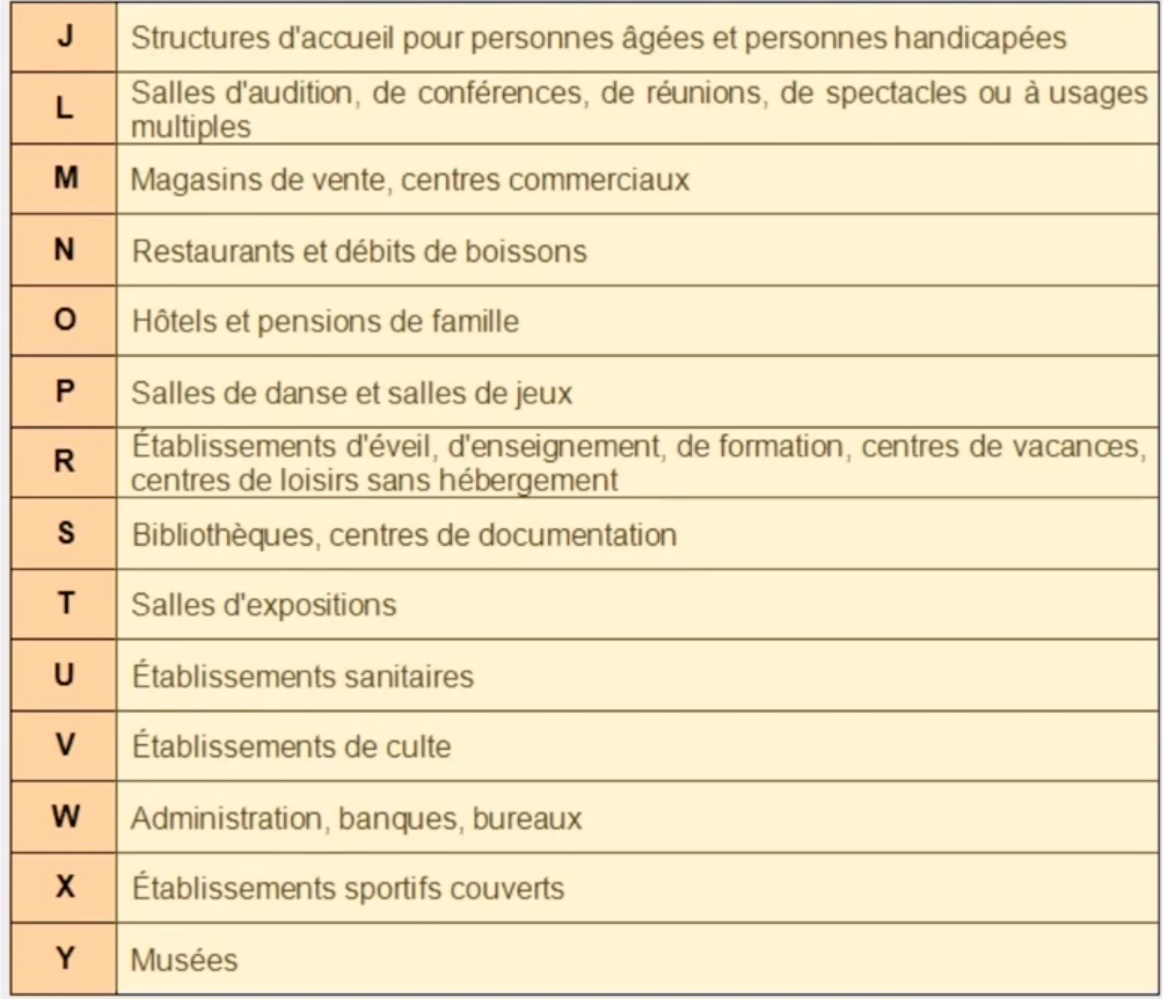 J Structures d'accueil pour personnes âgées et personnes handicapées
L Salles d'audition, de conférences, de réunions, de spectacles ou à usages
multiples
M Magasins de vente, centres commerciaux
N Restaurants et débits de boissons
O Hôtels et pensions de famille
P Salles de danse et salles de jeux
R Établissements d'éveil, d'enseignement, de formation, centres de vacances,
centres de loisirs sans hébergement
S Bibliothèques, centres de documentation
T Salles d'expositions
U Établissements sanitaires
V Établissements de culte
W Administration, banques, bureaux
X Établissements sportifs couverts
Y Musées